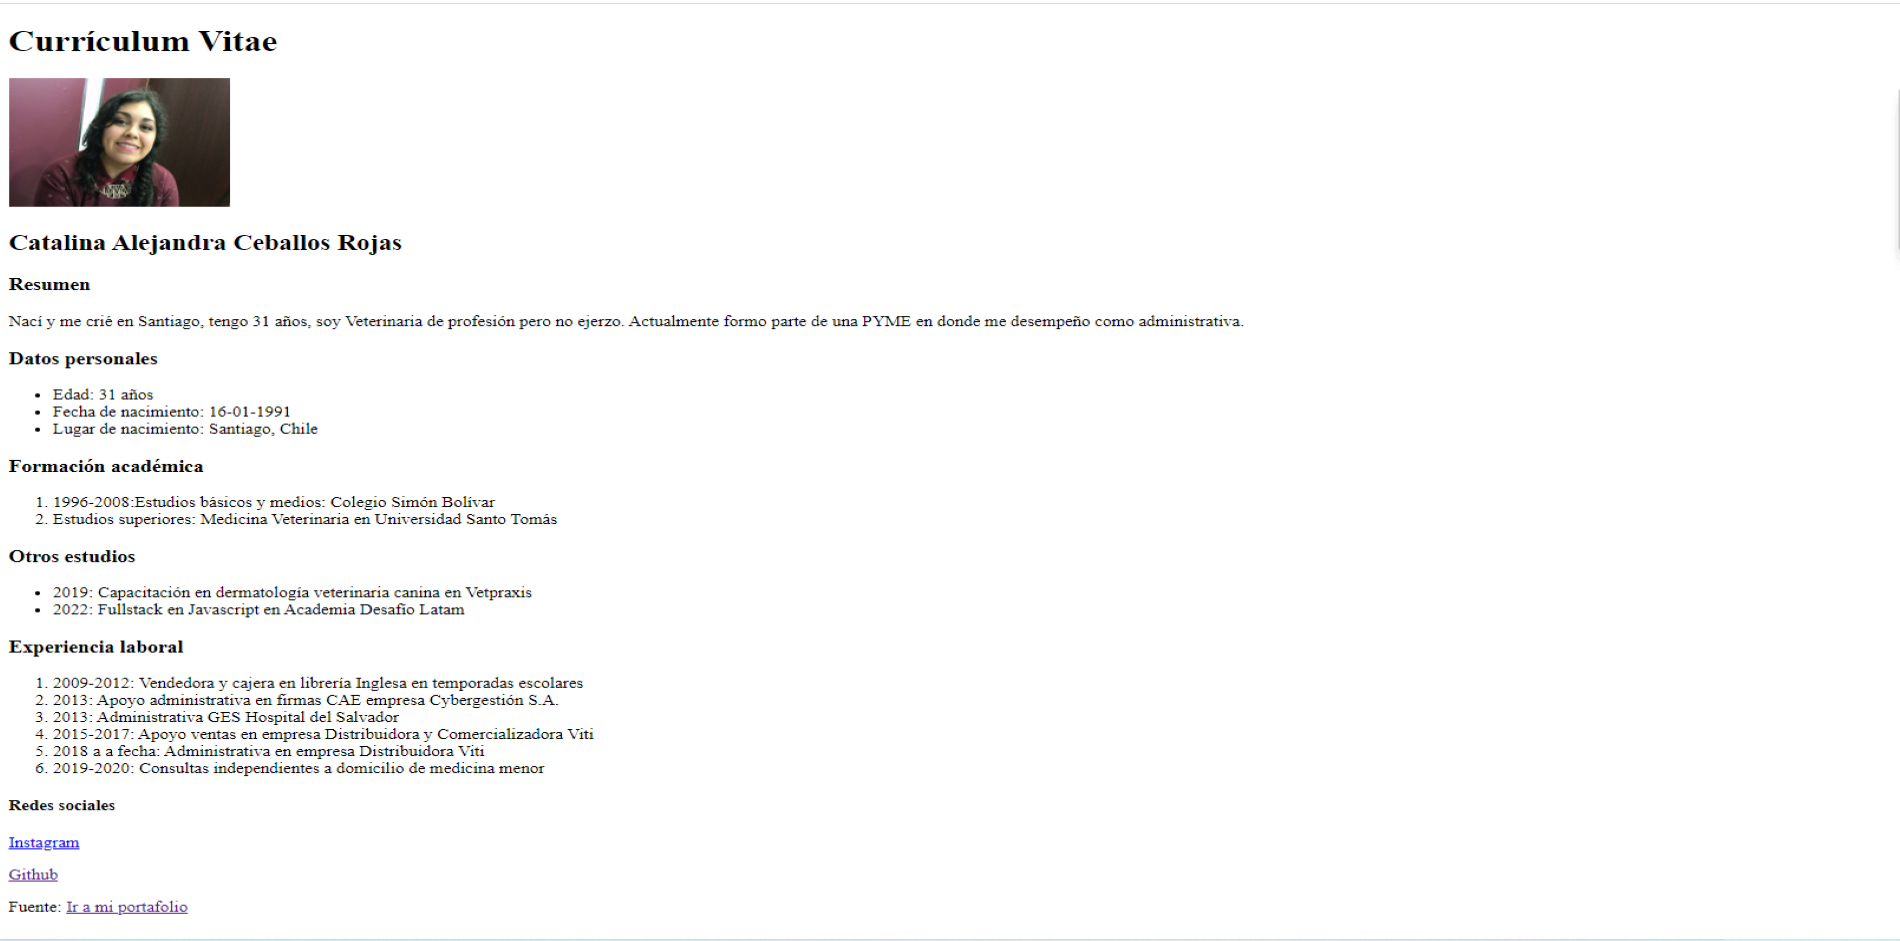 Currículum Vitae
Catalina Alejandra Ceballos Rojas
Resumen
Nací y me crié en Santiago, tengo 31 años, soy Veterinaria de profesión pero no ejerzo. Actualmente formo parte de una PYME en donde me desempeño como administrativa.
Datos personales
• Edad: 31 años
• Fecha de nacimiento: 16-01-1991
• Lugar de nacimiento: Santiago, Chile
Formación académica
1. 1996-2008:Estudios básicos y medios: Colegio Simón Bolívar
2. Estudios superiores: Medicina Veterinaria en Universidad Santo Tomás
Otros estudios
• 2019: Capacitación en dermatología veterinaria canina en Vetpraxis
• 2022: Fullstack en Javascript en Academia Desafío Latam
Experiencia laboral
1. 2009-2012: Vendedora y cajera en librería Inglesa en temporadas escolares
2. 2013: Apoyo administrativa en firmas CAE empresa Cybergestión S.A.
3. 2013: Administrativa GES Hospital del Salvador
4. 2015-2017: Apoyo ventas en empresa Distribuidora y Comercializadora Viti
5. 2018 a a fecha: Administrativa en empresa Distribuidora Viti
6. 2019-2020: Consultas independientes a domicilio de medicina menor
Redes sociales
Instagram
Github
Fuente: Ir a mi portafolio